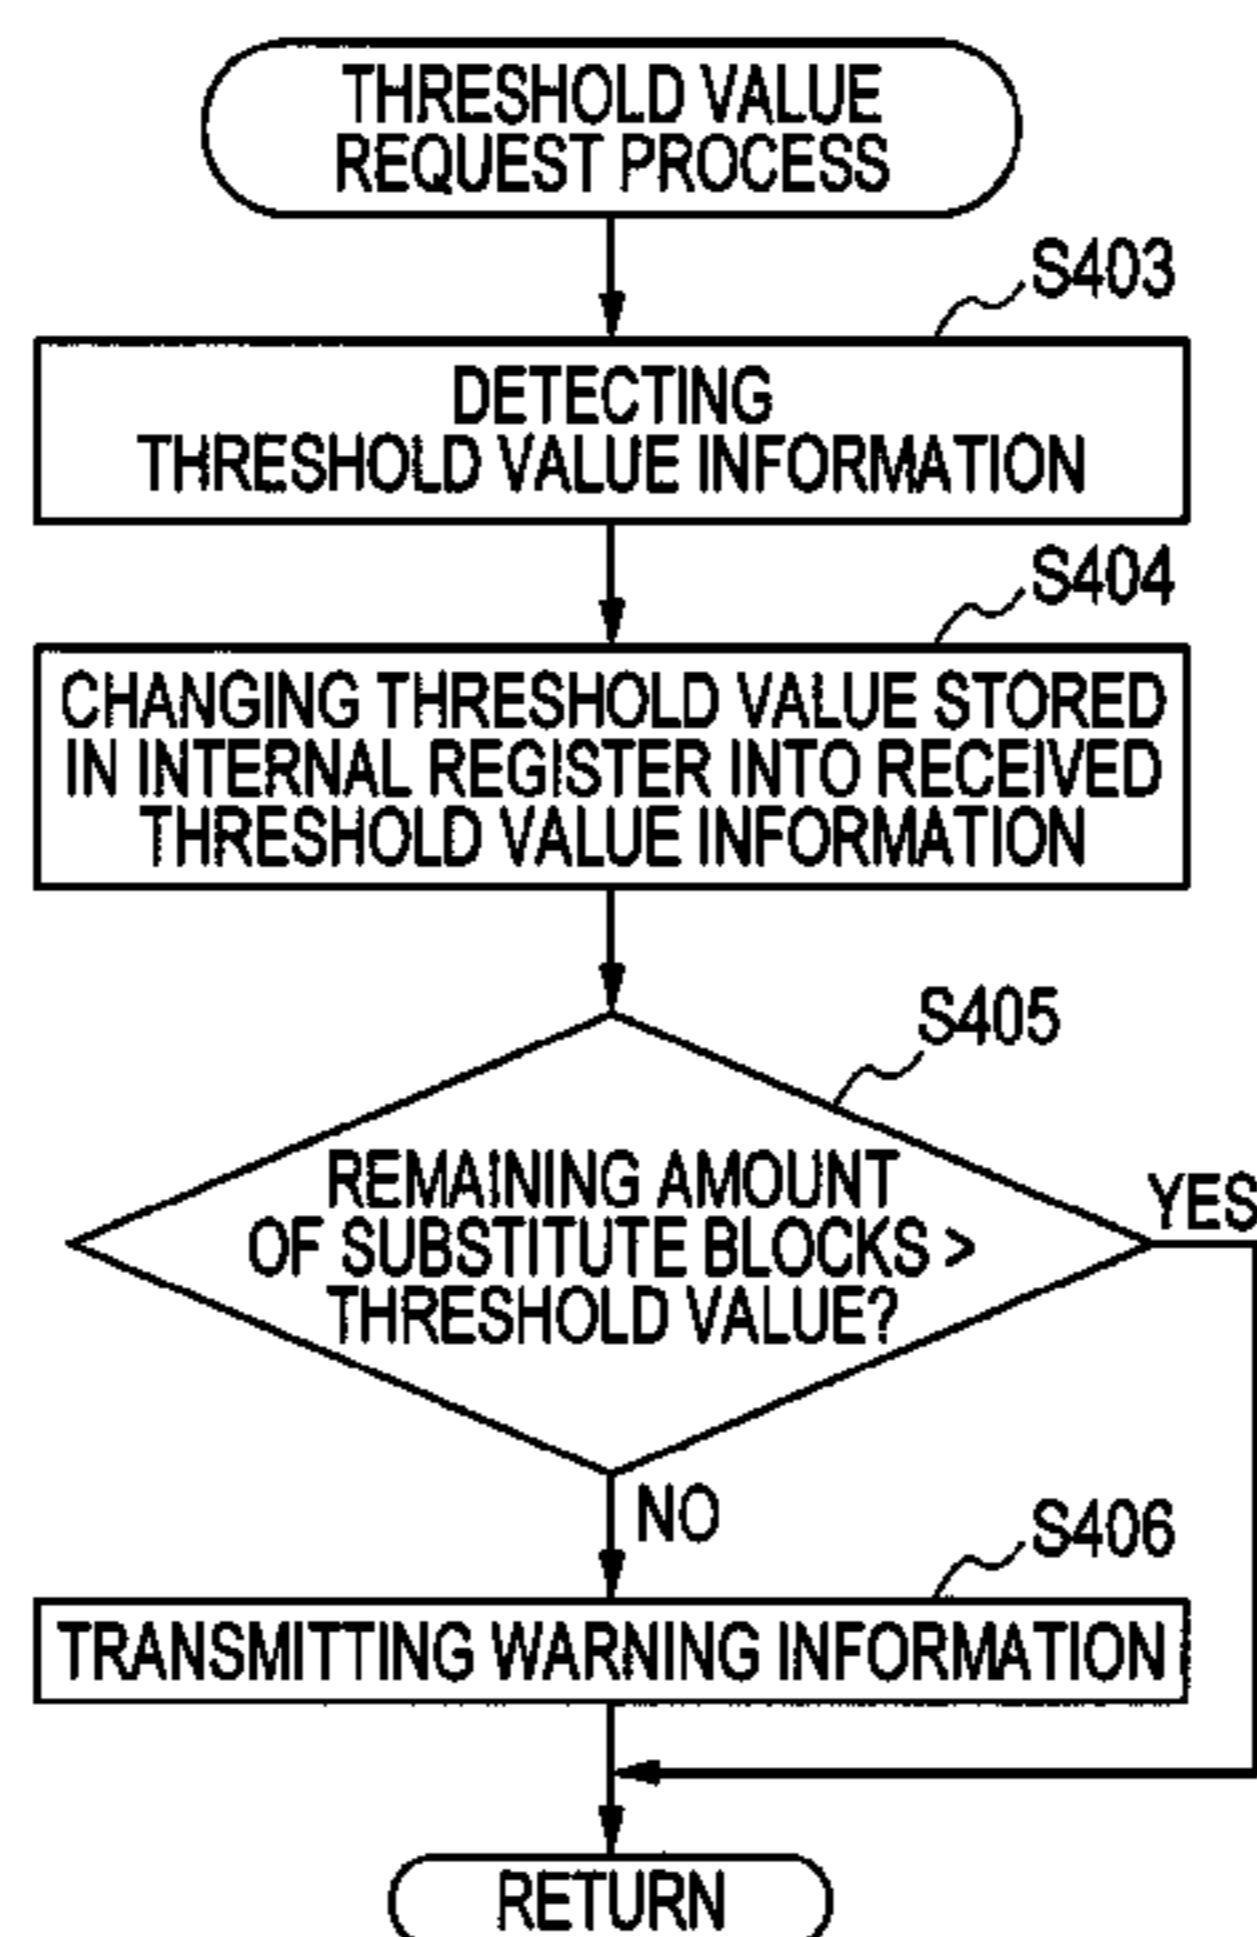 THRESHOLD VALUE
REQUEST PROCESS
S403
DETECTING
THRESHOLD VALUE INFORMATION
S404
CHANGING THRESHOLD VALUE STORED
IN INTERNAL REGISTER INTO RECEIVED
THRESHOLD VALUE INFORMATION
S405
REMAINING AMOUNT
OF SUBSTITUTE BLOCKS >
THRESHOLD VALUE?
YES
NO
S406
TRANSMITTING WARNING INFORMATION
RETURN